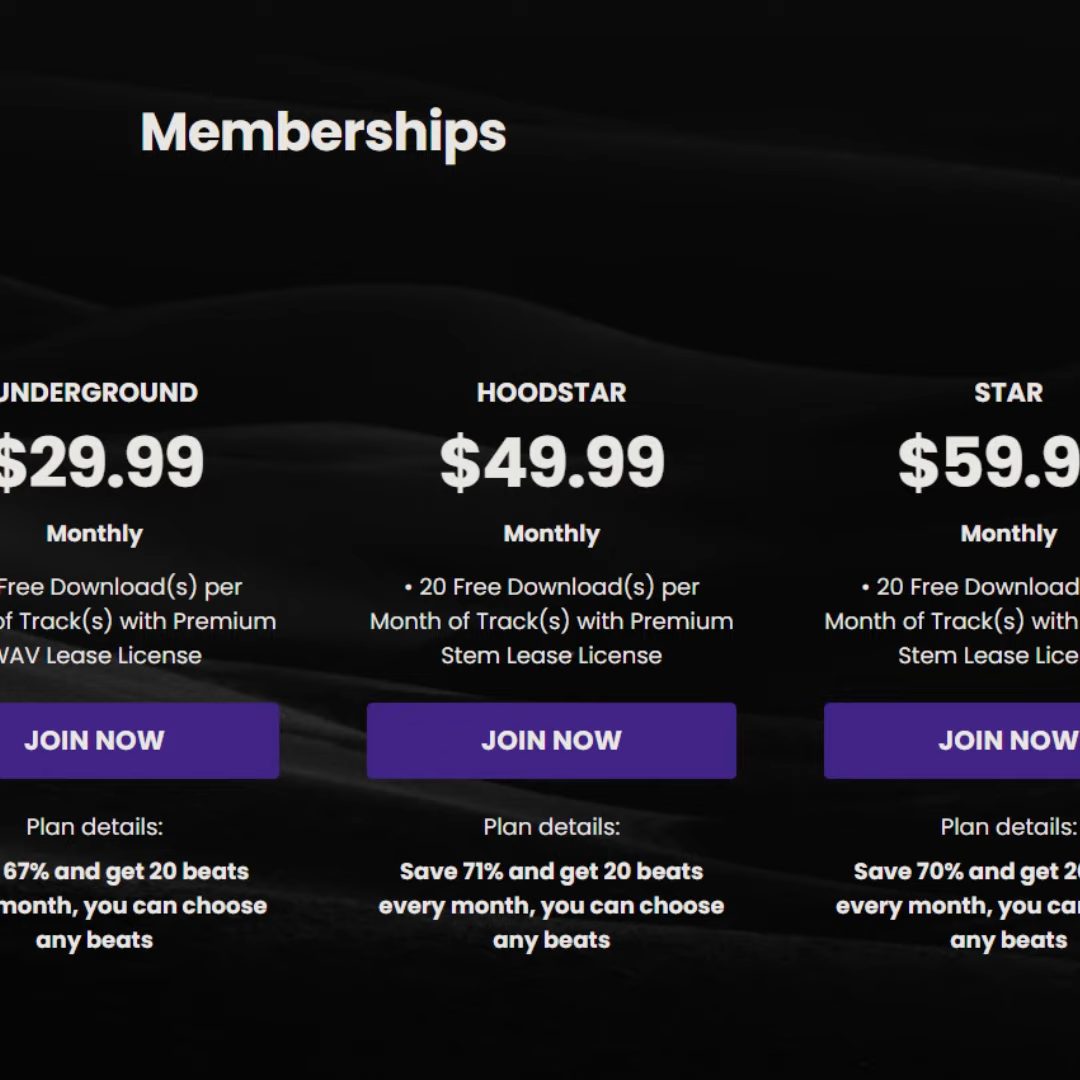 Memberships
UNDERGROUND
$29.99
Monthly
Free Download(s) per
of Track(s) with Premium
WAV Lease License
JOIN NOW
Plan details:
67% and get 20 beats
month, you can choose
any beats
HOODSTAR
$49.99
Monthly
• 20 Free Download(s) per
Month of Track(s) with Premium
Stem Lease License
JOIN NOW
Plan details:
Save 71% and get 20 beats
every month, you can choose
any beats
STAR
$59.9
Monthly
• 20 Free Download
Month of Track(s) with
Stem Lease Lice
JOIN NOW
Plan details:
Save 70% and get 2
every month, you ca
any beats